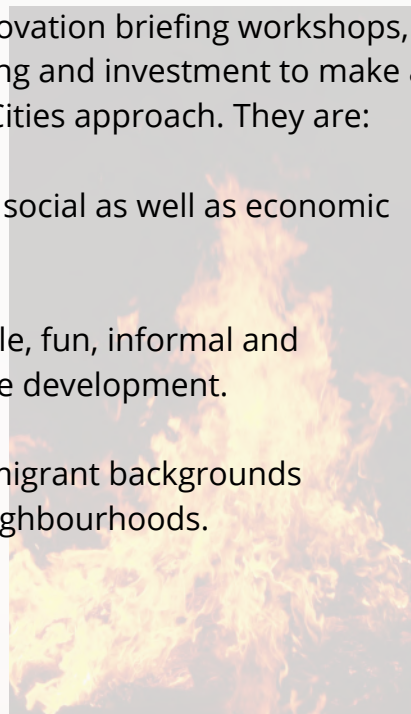 ovation briefing workshops,
ng and investment to make a
Cities approach. They are:
social as well as economic
le, fun, informal and
e development.
migrant backgrounds
ghbourhoods.